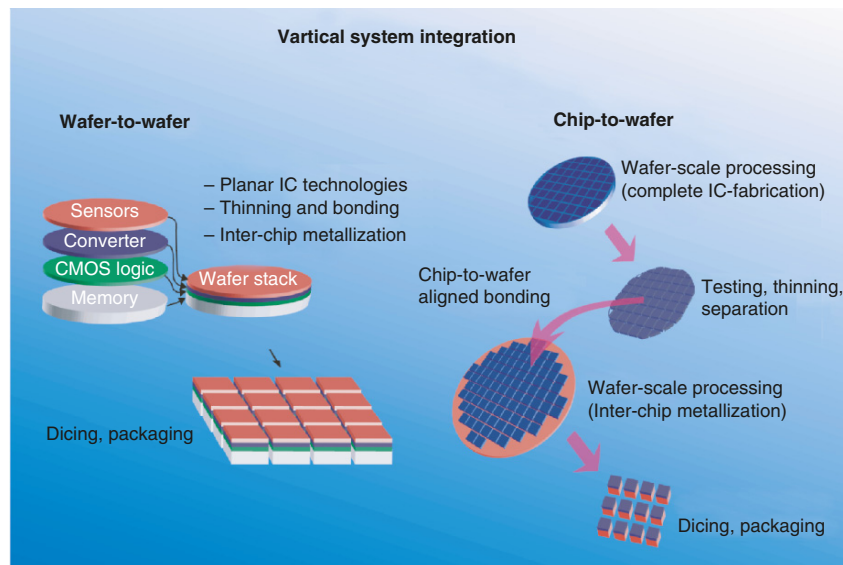 Vartical system integration
Wafer-to-wafer
– Planar IC technologies
– Thinning and bonding
– Inter-chip metallization
Sensors
Converter
CMOS logic
Memory
Wafer stack
Dicing, packaging
Chip-to-wafer
Wafer-scale processing
(complete IC-fabrication)
Chip-to-wafer
aligned bonding
Testing, thinning,
separation
Wafer-scale processing
(Inter-chip metallization)
Dicing, packaging